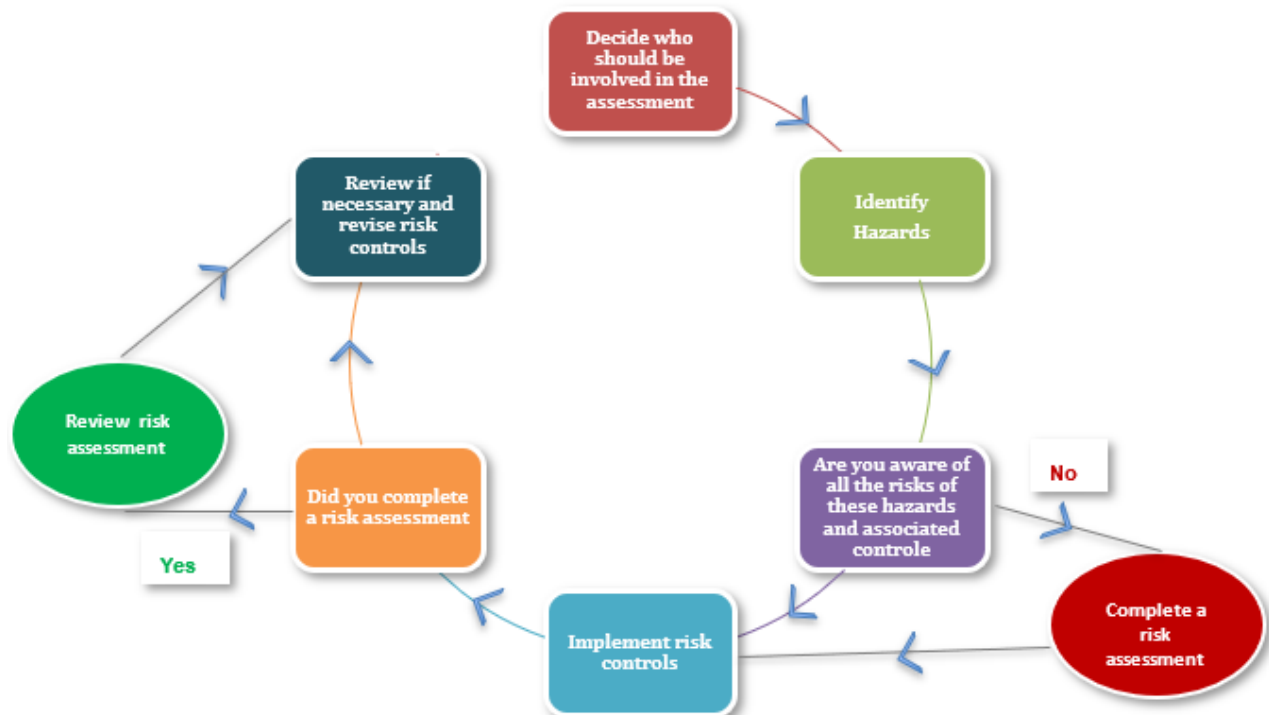 Decide who
should be
involved in the
assessment
Identify
Hazards
Are you aware of
all the risks of
these hazards
and associated
controle
No
Complete a
risk
assessment
Implement risk
controls
Did you complete
a risk assessment
Yes
Review risk
assessment
Review if
necessary and
revise risk
controls